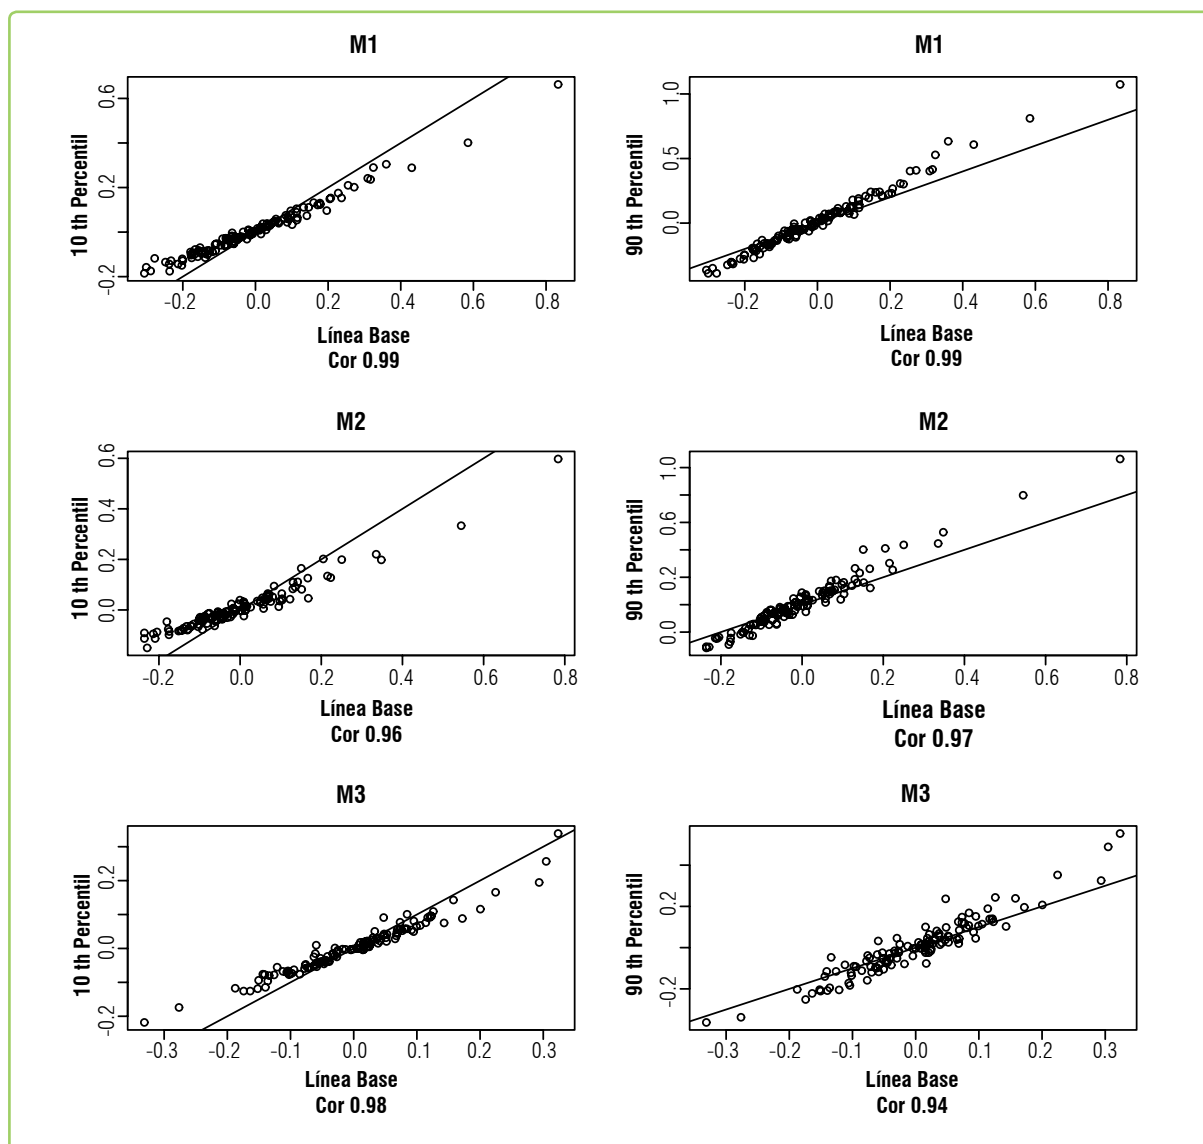 M1
10 th Percentil
0.6
0.2
-0.2
-0.2 0.0 0.2 0.4 0.6 0.8
Línea Base
Cor 0.99
M1
90 th Percentil
1.0
0.5
0.0
-0.2 0.0 0.2 0.4 0.6 0.8
Línea Base
Cor 0.99
M2
10 th Percentil
0.6
0.4
0.2
0.0
-0.2 0.0 0.2 0.4 0.6 0.8
Línea Base
Cor 0.96
M2
90 th Percentil
1.0
0.6
0.2
0.0
-0.2 0.0 0.2 0.4 0.6 0.8
Línea Base
Cor 0.97
M3
10 th Percentil
0.2
0.0
-0.2
-0.3 -0.2 -0.1 0.0 0.1 0.2 0.3
Línea Base
Cor 0.98
M3
90 th Percentil
0.2
-0.2
-0.3 -0.2 -0.1 0.0 0.1 0.2 0.3
Línea Base
Cor 0.94